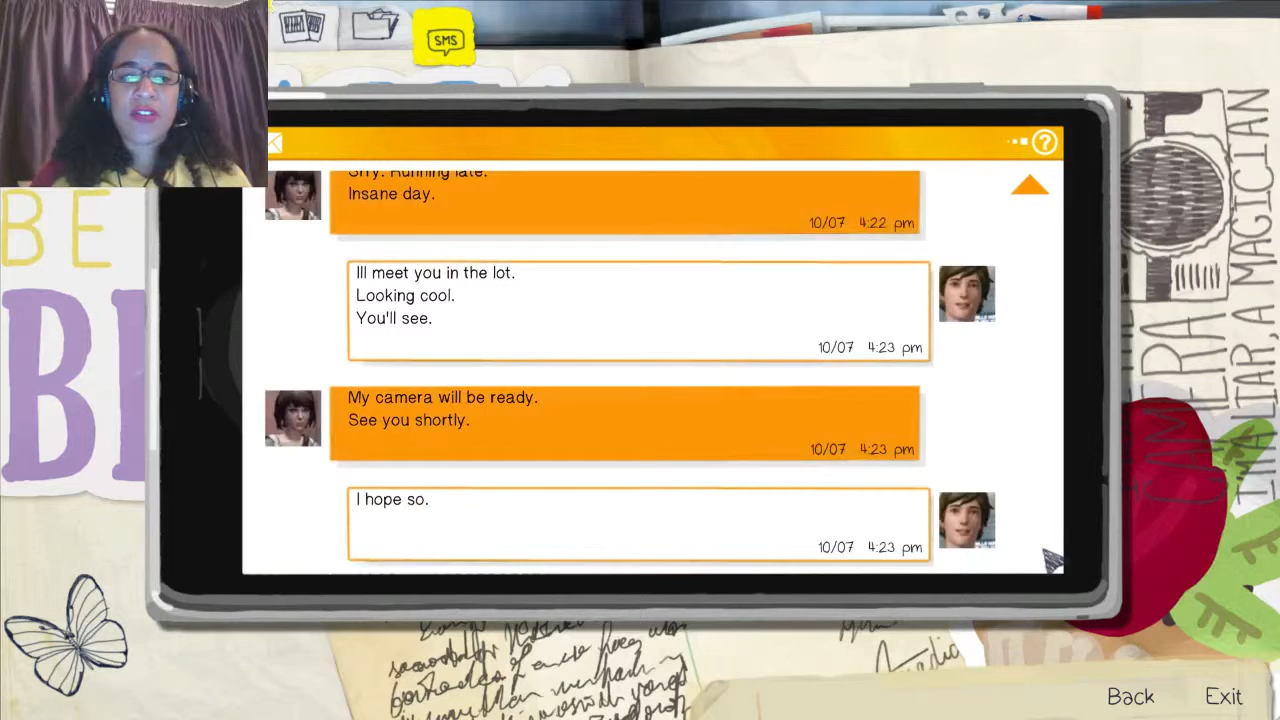 SMS
Srry. Running late.
Insane day.
10/07 4:22 pm
Ill meet you in the lot.
Looking cool.
You'll see.
10/07 4:23 pm
My camera will be ready.
See you shortly.
10/07 4:23 pm
I hope so.
10/07 4:23 pm
BE
CAMERA
A MAGICIAN
Back
Exit